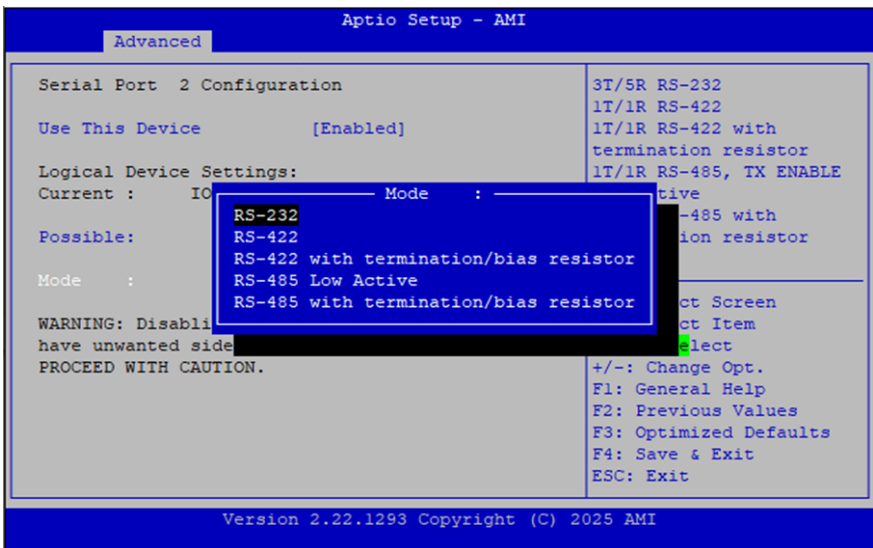 Aptio Setup - AMI
Advanced
Serial Port 2 Configuration
Use This Device [Enabled]
Logical Device Settings:
Current : IO
Possible:
Mode :
WARNING: Disabli
have unwanted side
PROCEED WITH CAUTION.
Mode :
RS-232
RS-422
RS-422 with termination/bias resistor
RS-485 Low Active
RS-485 with termination/bias resistor
3T/5R RS-232
1T/1R RS-422
1T/1R RS-422 with
termination resistor
1T/1R RS-485, TX ENABLE
tive
-485 with
ion resistor
ct Screen
ct Item
elect
+/-: Change Opt.
F1: General Help
F2: Previous Values
F3: Optimized Defaults
F4: Save & Exit
ESC: Exit
Version 2.22.1293 Copyright (C) 2025 AMI